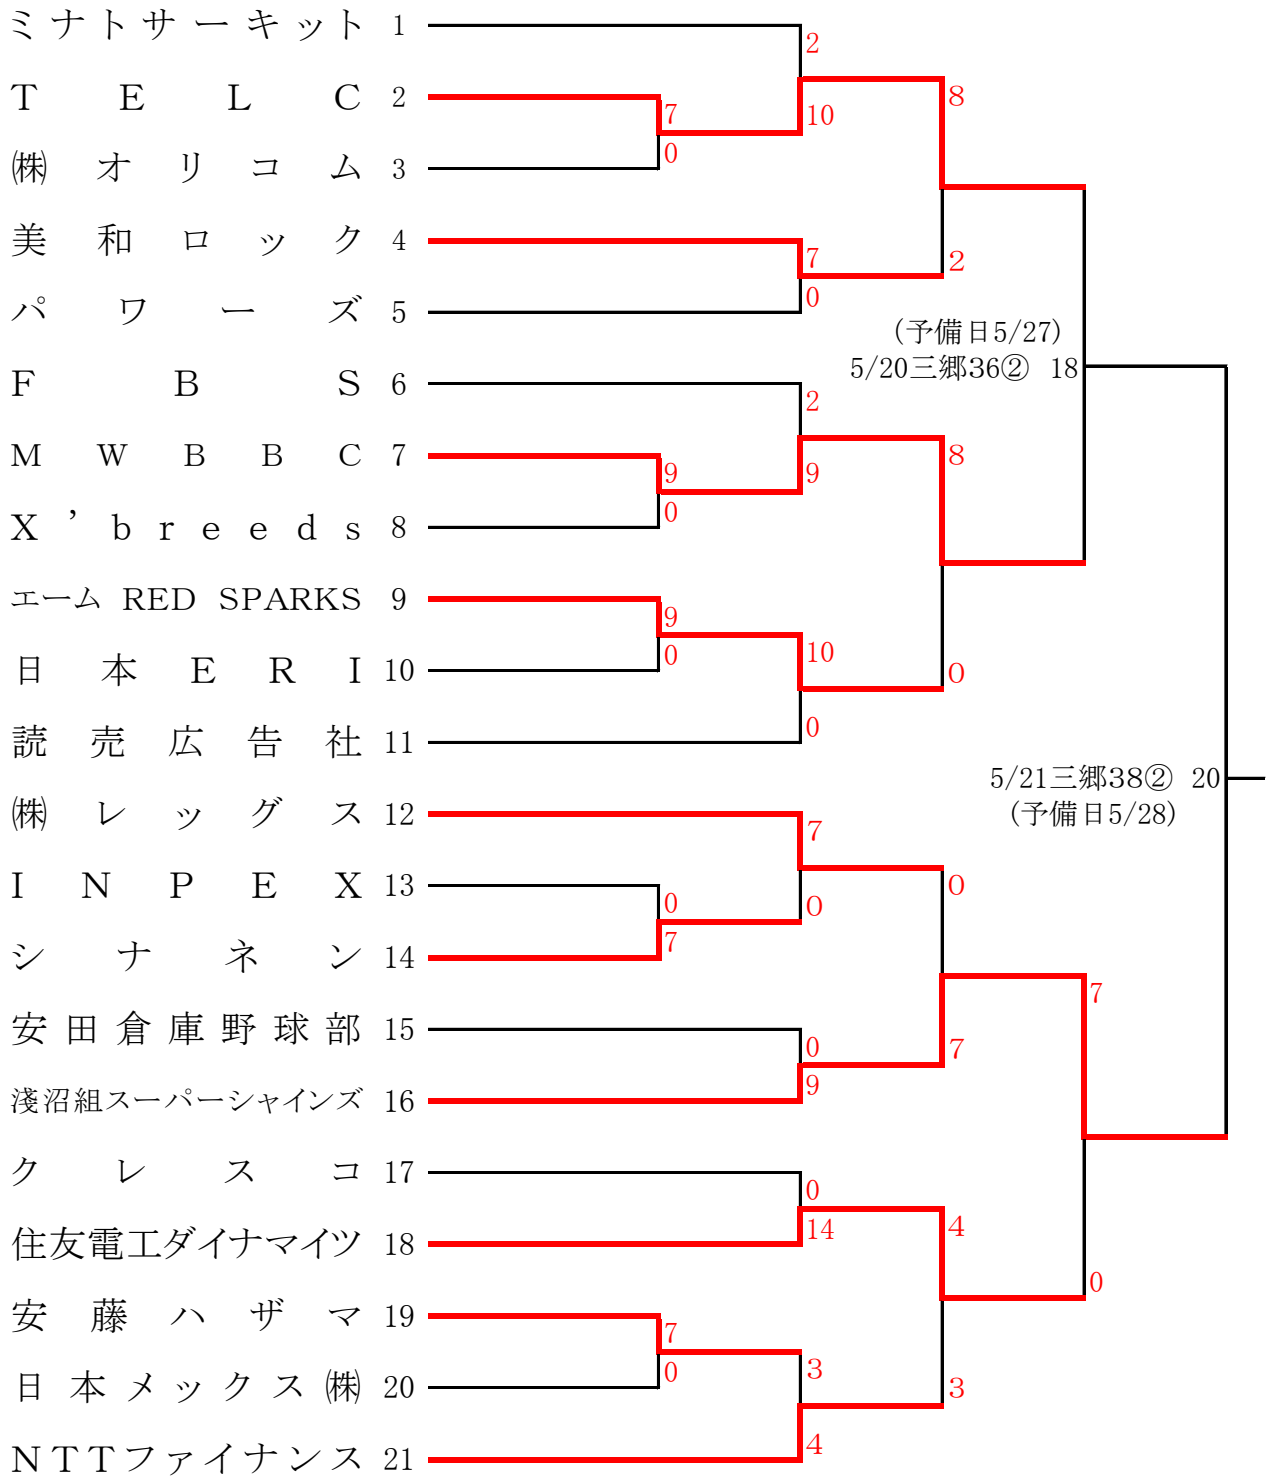 ミナトサーキット 1
2
TELC 2
8
7
10
0
㈱オリコム 3
美和ロック 4
7
2
0
パワーズ 5
(予備日5/27)
5/20三郷36② 18
FBS 6
2
MWBBC 7
8
9
9
0
X’breeds 8
エーム RED SPARKS 9
9
10
0
日本ERI 10
0
0
読売広告社 11
5/21三郷38② 20
(予備日5/28)
㈱レッグス 12
7
INPEX 13
0
0
0
7
シナネン 14
7
安田倉庫野球部 15
0
7
9
淺沼組スーパーシャインズ 16
クレスコ 17
0
14
4
住友電工ダイナマイツ 18
0
安藤ハザマ 19
7
3
0
日本メックス㈱ 20
3
4
NTTファイナンス 21